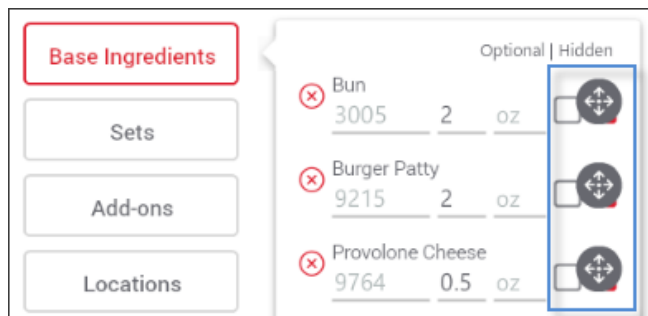 Base Ingredients
Sets
Add-ons
Locations
Optional | Hidden
Bun
3005 2 oz
Burger Patty
9215 2 oz
Provolone Cheese
9764 0.5 oz